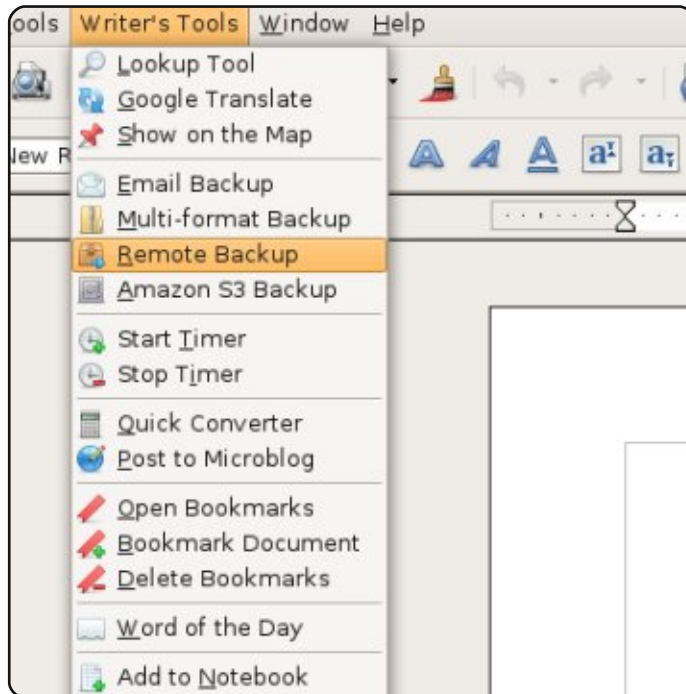 ools Writer's Tools Window Help
Lookup Tool
Google Translate
Show on the Map
New R
Email Backup
Multi-format Backup
Remote Backup
Amazon S3 Backup
Start Timer
Stop Timer
Quick Converter
Post to Microblog
Open Bookmarks
Bookmark Document
Delete Bookmarks
Word of the Day
Add to Notebook